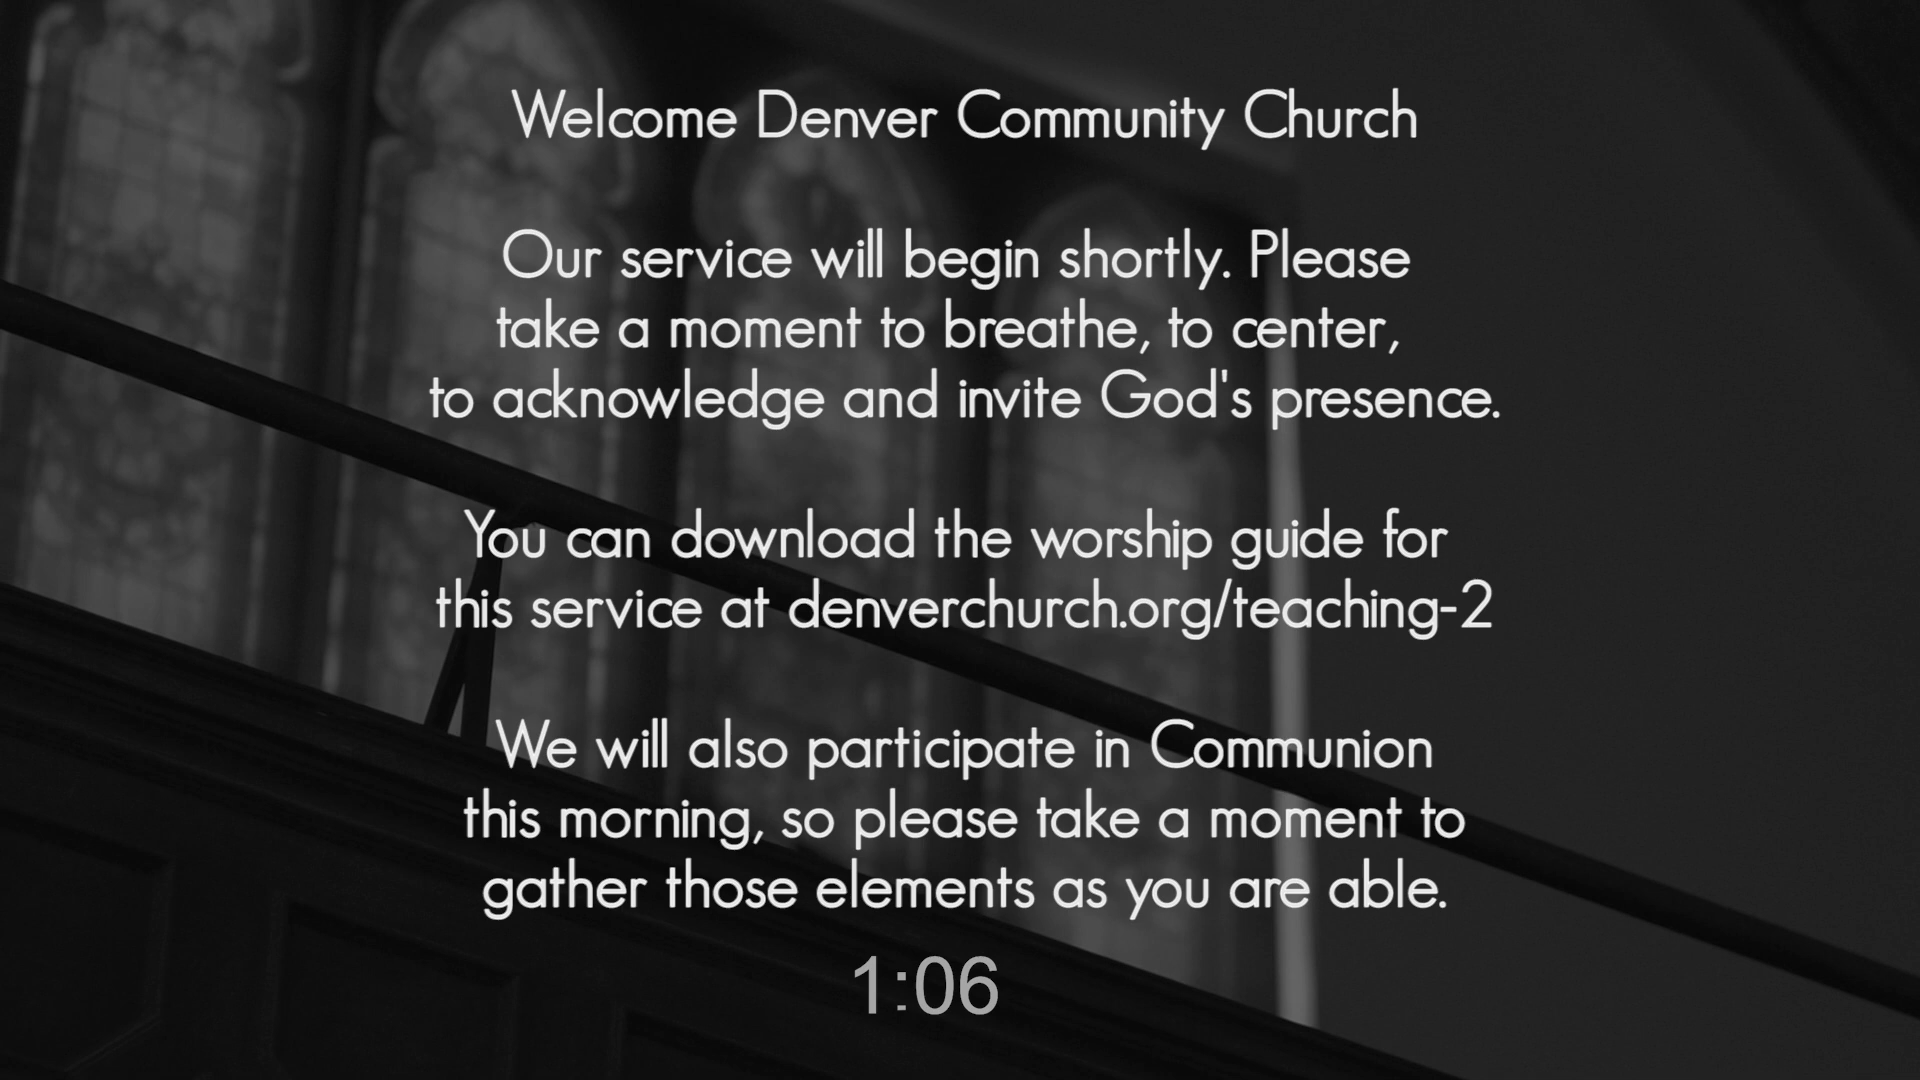 Welcome Denver Community Church
Our service will begin shortly. Please
take a moment to breathe, to center,
to acknowledge and invite God's presence.
You can download the worship guide for
this service at denverchurch.org/teaching-2
We will also participate in Communion
this morning, so please take a moment to
gather those elements as you are able.
1:06